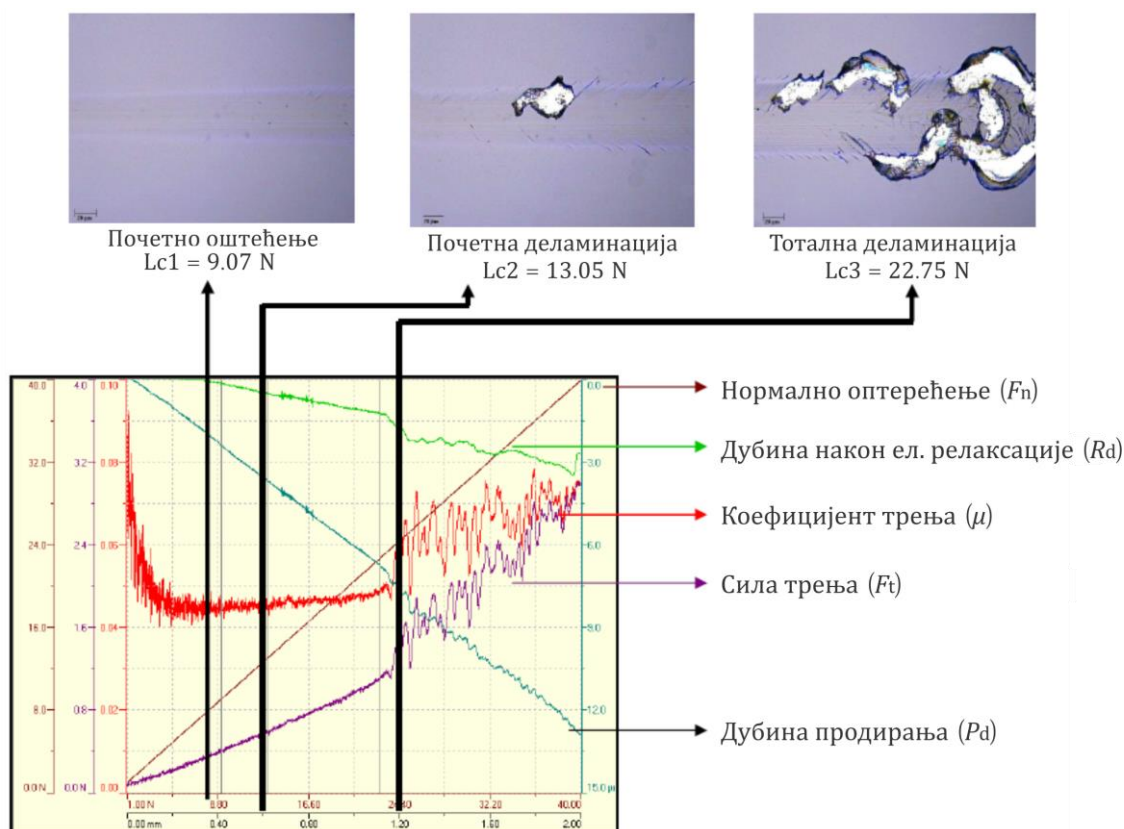 Почетно оштећење
Lc1 = 9.07 N
Почетна деламинација
Lc2 = 13.05 N
Тотална деламинација
Lc3 = 22.75 N
40.0 4.0 0.10 0.0
Нормално оптерећење (Fn)
Дубина након ел. релаксације (Rd)
32.0 3.2 0.08 3.0
Коефицијент трења (μ)
24.0 2.4 0.06 6.0
Сила трења (Ft)
16.0 1.6 0.04 9.0
8.0 0.8 0.02 12.0
Дубина продирања (Pd)
0.0 N 0.0 N 0.00 15.0
1.00 N 8.80 16.60 32.20 40.00
0.00 mm 0.40 0.80 1.20 1.60 2.00